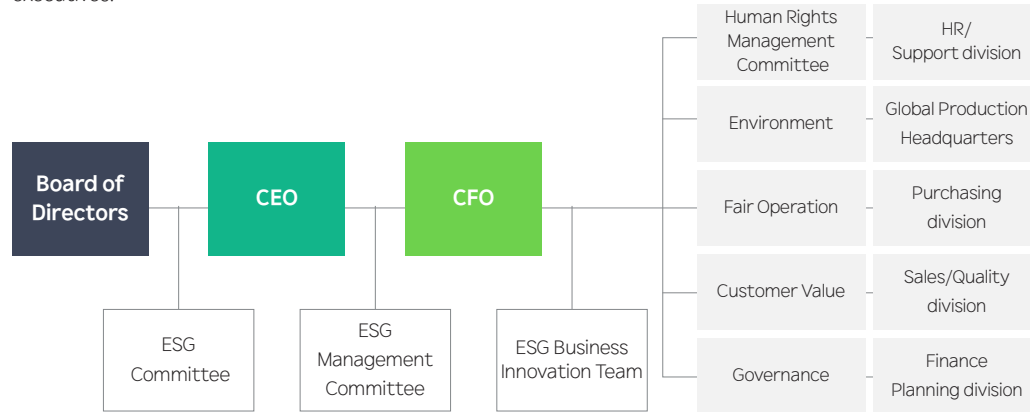 Board of
Directors
CEO
CFO
ESG
Committee
ESG
Management
Committee
ESG Business
Innovation Team
Human Rights
Management
Committee
HR/
Support division
Environment
Global Production
Headquarters
Fair Operation
Purchasing
division
Customer Value
Sales/Quality
division
Governance
Finance
Planning division